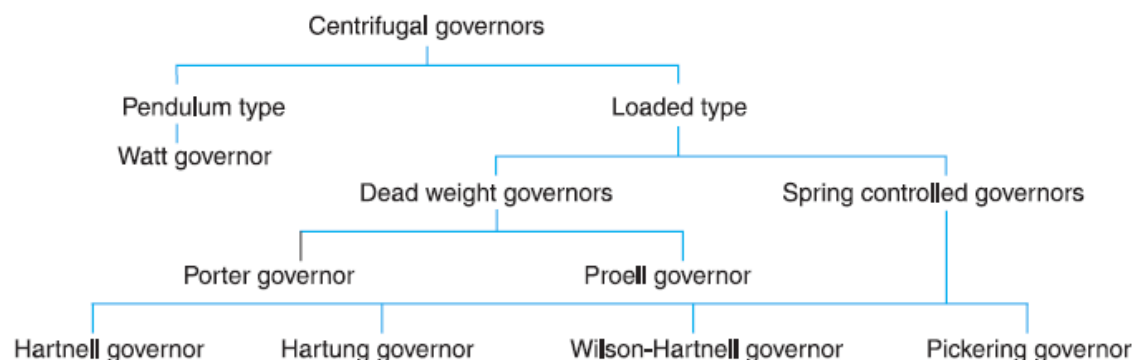 Centrifugal governors
Pendulum type Loaded type
Watt governor
Dead weight governors Spring controlled governors
Porter governor Proell governor
Hartnell governor Hartung governor Wilson-Hartnell governor Pickering governor